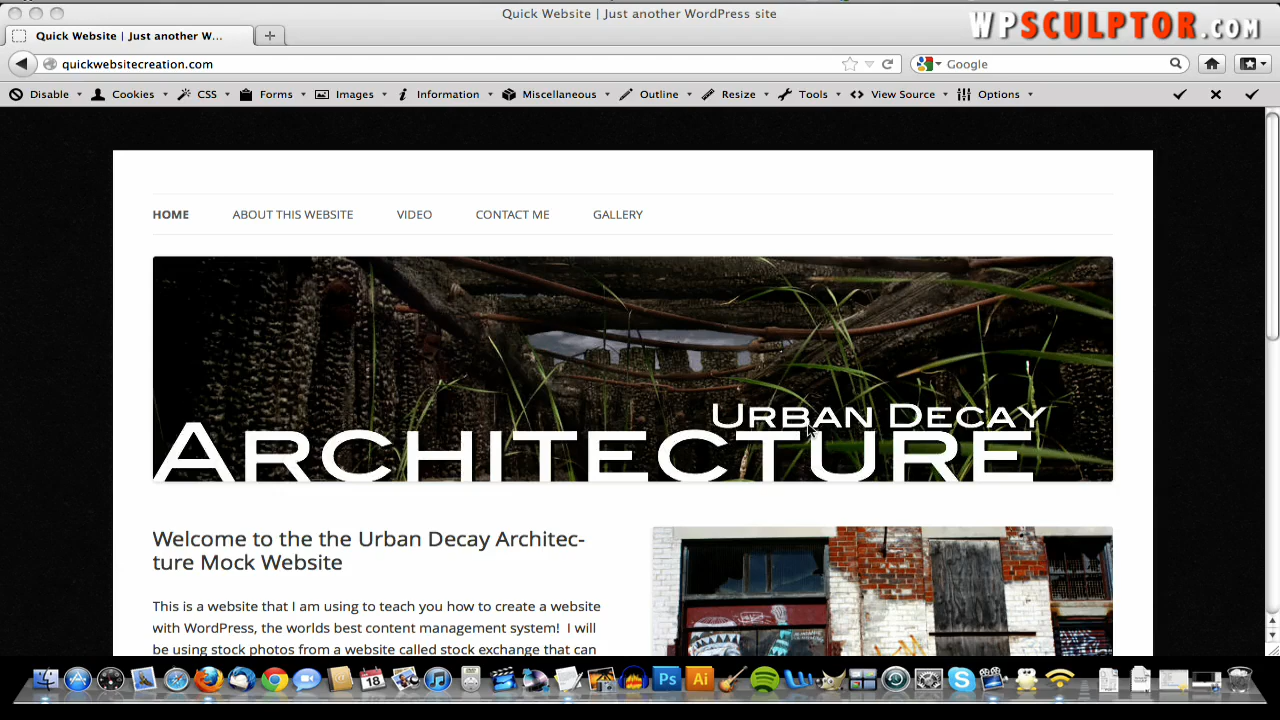 Quick Website | Just another WordPress site
WPSCULPTOR.COM
Quick Website | Just another W...
quickwebsitecreation.com
Google
Disable Cookies CSS Forms Images Information Miscellaneous Outline Resize Tools View Source Options
HOME ABOUT THIS WEBSITE VIDEO CONTACT ME GALLERY
URBAN DECAY
ARCHITECTURE
Welcome to the the Urban Decay Architec-
ture Mock Website
This is a website that I am using to teach you how to create a website
with WordPress, the worlds best content management system! I will
be using stock photos from a website called stock exchange that can
18
Ps
Ai